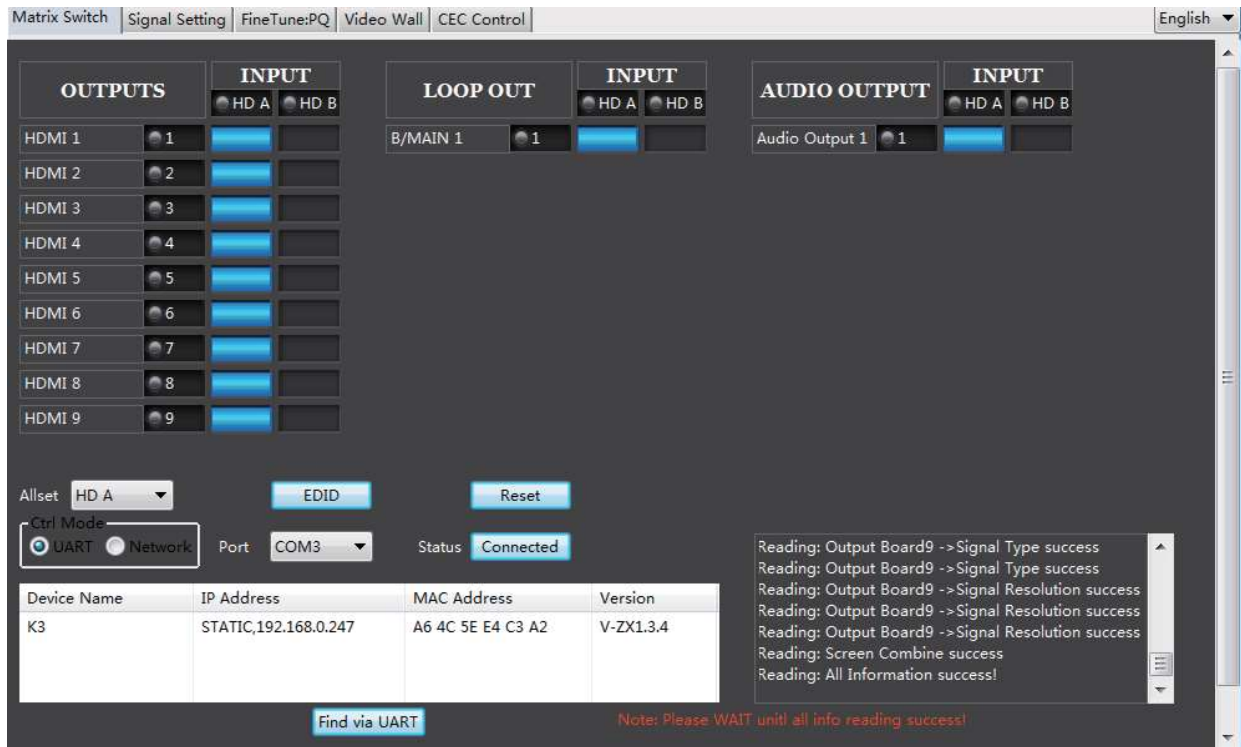 Matrix Switch Signal Setting FineTune:PQ Video Wall CEC Control English
OUTPUTS INPUT LOOP OUT INPUT AUDIO OUTPUT INPUT
HD A HD B HD A HD B HD A HD B
HDMI 1 1 B/MAIN 1 1 Audio Output 1 1
HDMI 2 2
HDMI 3 3
HDMI 4 4
HDMI 5 5
HDMI 6 6
HDMI 7 7
HDMI 8 8
HDMI 9 9
Allset HD A EDID Reset
Ctrl Mode
UART Network Port COM3 Status Connected
Device Name IP Address MAC Address Version
K3 STATIC,192.168.0.247 A6 4C 5E E4 C3 A2 V-ZX1.3.4
Reading: Output Board9 ->Signal Type success
Reading: Output Board9 ->Signal Type success
Reading: Output Board9 ->Signal Resolution success
Reading: Output Board9 ->Signal Resolution success
Reading: Output Board9 ->Signal Resolution success
Reading: Screen Combine success
Reading: All Information success!
Find via UART Note: Please WAIT unitl all info reading success!